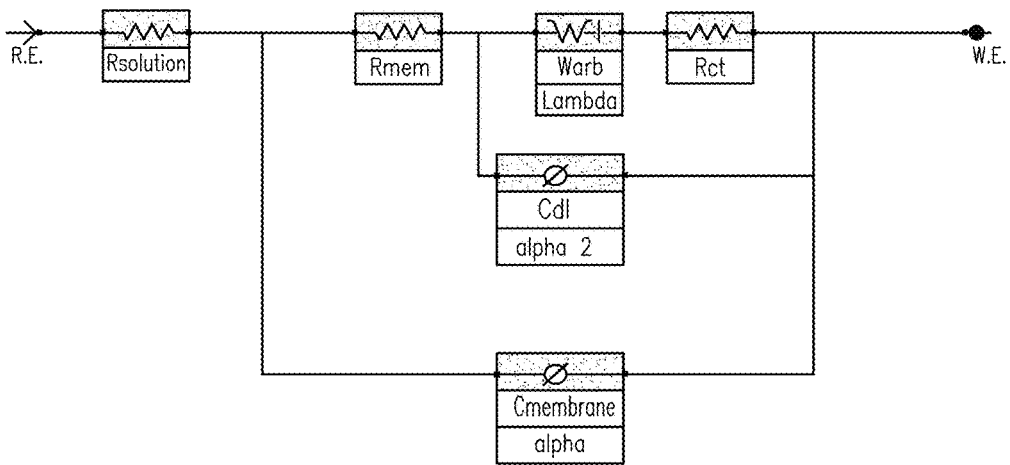 R.E.
Rsolution
Rmem
Warb
Lambda
Rct
W.E.
Cdl
alpha 2
Cmembrane
alpha